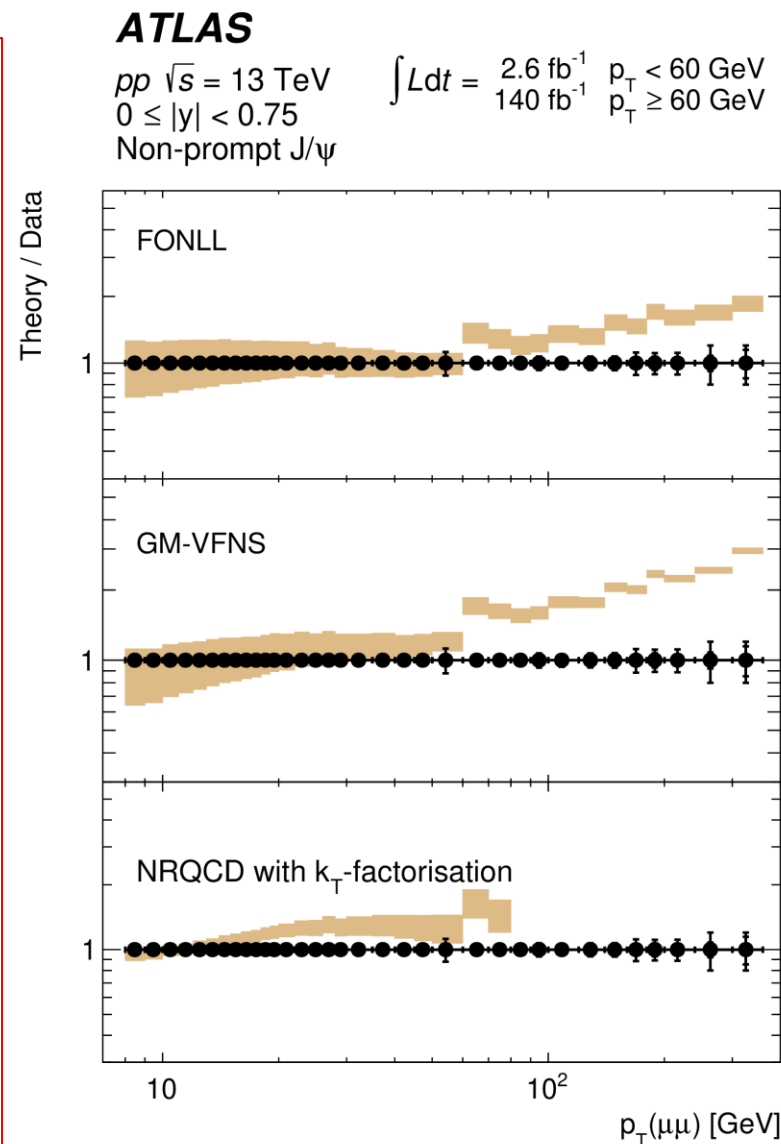 ATLAS
pp √s = 13 TeV
0 ≤ |y| < 0.75
Non-prompt J/ψ
∫Ldt = 2.6 fb⁻¹ p_T < 60 GeV
140 fb⁻¹ p_T ≥ 60 GeV
Theory / Data
FONLL
1
GM-VFNS
1
NRQCD with k_T-factorisation
1
10
10²
p_T(μμ) [GeV]